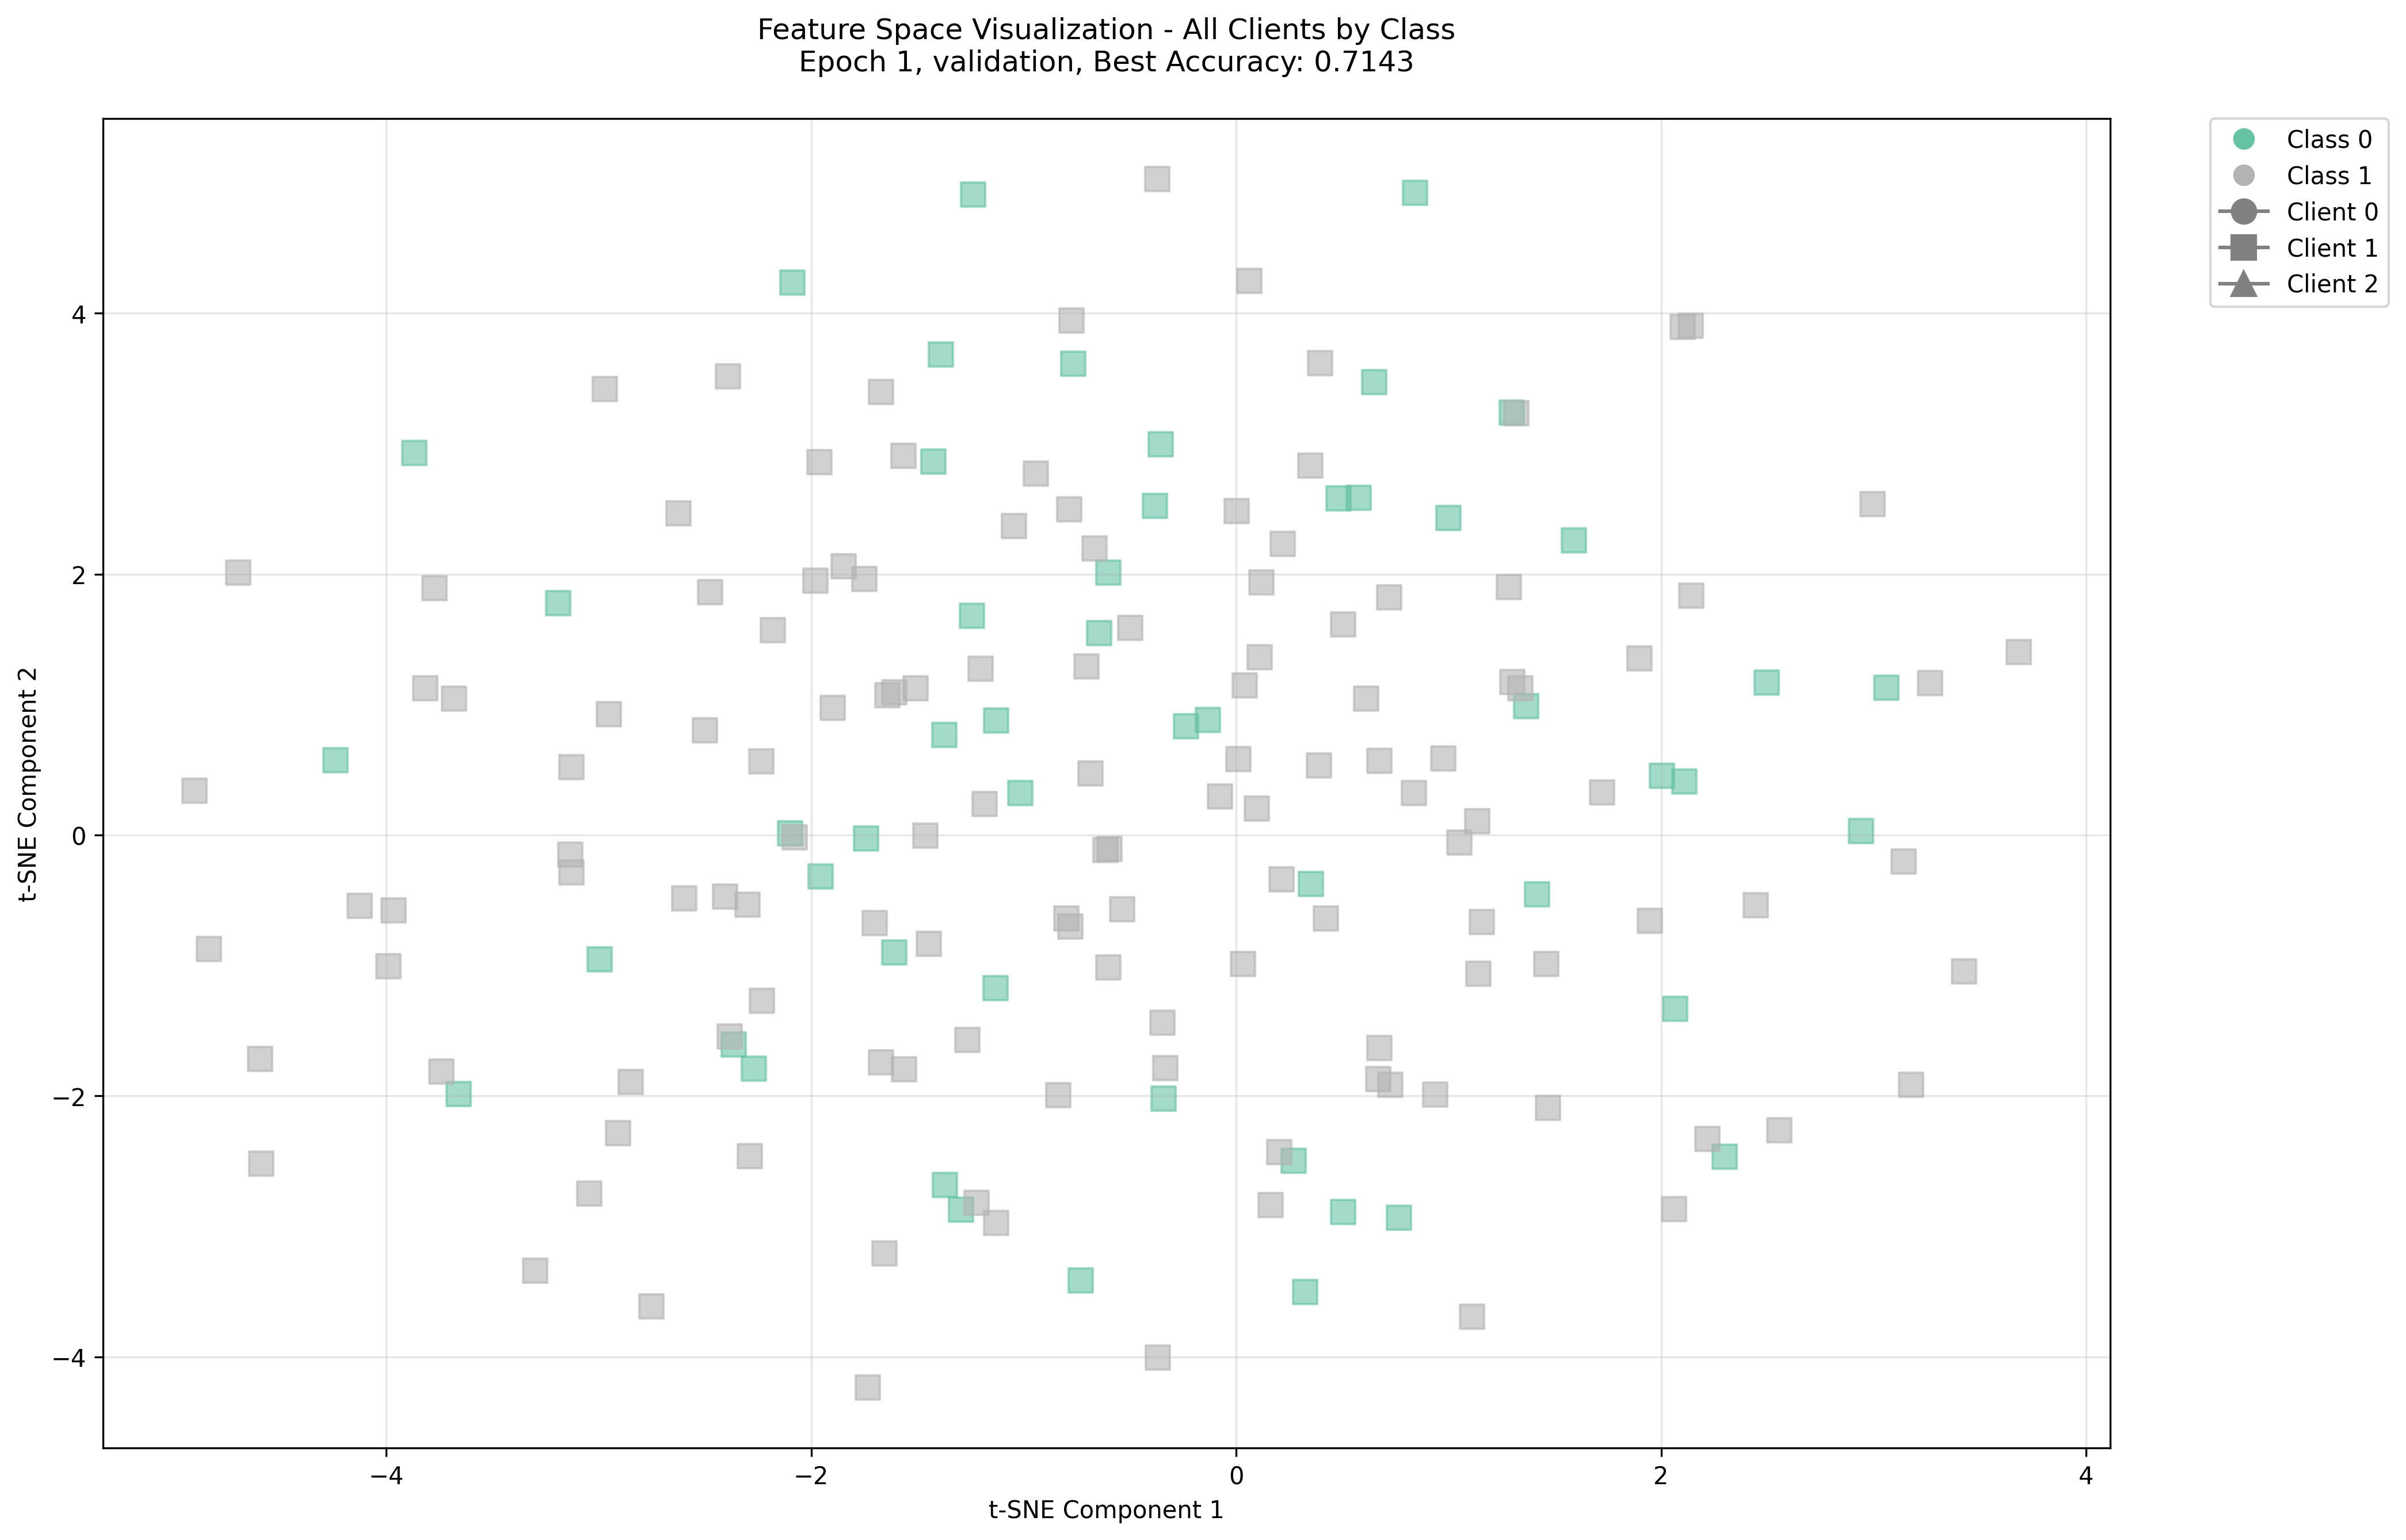 Feature Space Visualization - All Clients by Class
Epoch 1, validation, Best Accuracy: 0.7143
Class 0
Class 1
Client 0
Client 1
Client 2
t-SNE Component 2
4
2
0
−2
−4
−4
−2
0
2
4
t-SNE Component 1